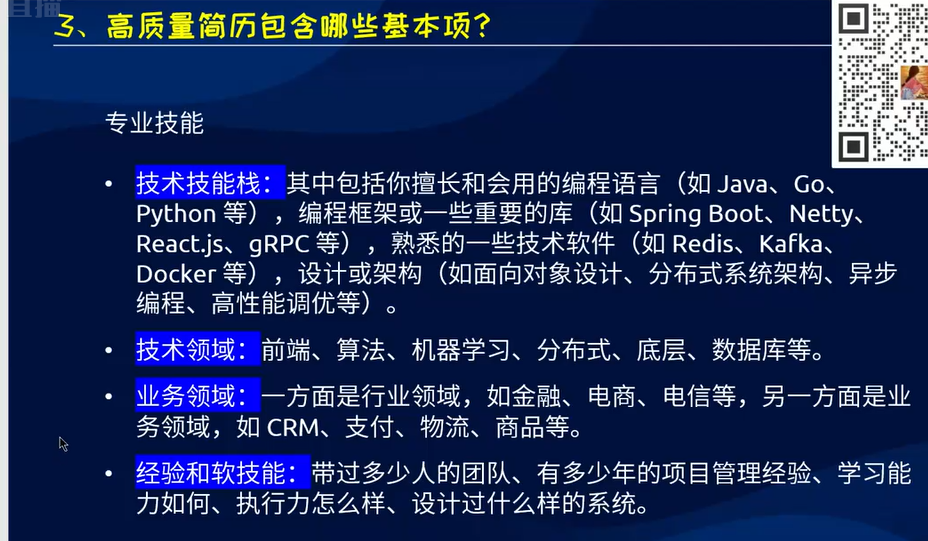 直播
3、高质量简历包含哪些基本项？
专业技能
• 技术技能栈：其中包括你擅长和会用的编程语言（如 Java、Go、
Python 等），编程框架或一些重要的库（如 Spring Boot、Netty、
React.js、gRPC 等），熟悉的一些技术软件（如 Redis、Kafka、
Docker 等），设计或架构（如面向对象设计、分布式系统架构、异步
编程、高性能调优等）。
• 技术领域：前端、算法、机器学习、分布式、底层、数据库等。
• 业务领域：一方面是行业领域，如金融、电商、电信等，另一方面是业
务领域，如 CRM、支付、物流、商品等。
• 经验和软技能：带过多少人的团队、有多少年的项目管理经验、学习能
力如何、执行力怎么样、设计过什么样的系统。